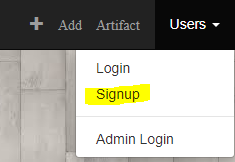 + Add Artifact Users
Login
Signup
Admin Login